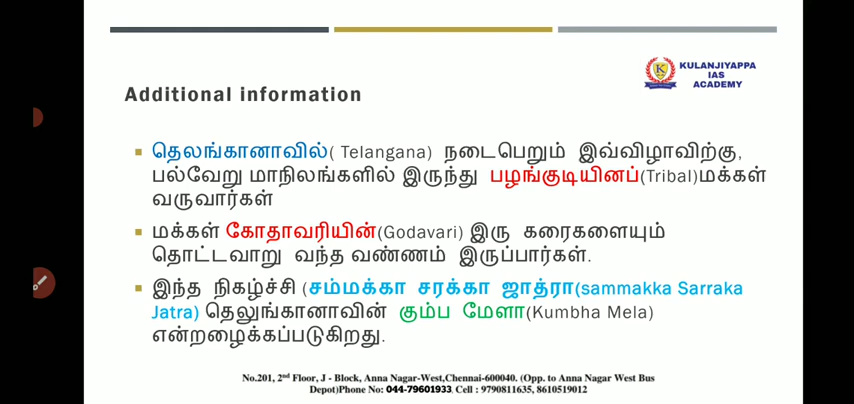 KULANJIYAPPA
IAS
ACADEMY
Additional information
தெலங்கானாவில்( Telangana) நடைபெறும் இவ்விழாவிற்கு,
பல்வேறு மாநிலங்களில் இருந்து பழங்குடியினப்(Tribal)மக்கள்
வருவார்கள்
மக்கள் கோதாவரியின்(Godavari) இரு கரைகளையும்
தொட்டவாறு வந்த வண்ணம் இருப்பார்கள்.
இந்த நிகழ்ச்சி (சம்மக்கா சரக்கா ஜாத்ரா(sammakka Sarraka
Jatra) தெலுங்கானாவின் கும்ப மேளா(Kumbha Mela)
என்றழைக்கப்படுகிறது.
No.201, 2nd Floor, J - Block, Anna Nagar-West,Chennai-600040. (Opp. to Anna Nagar West Bus
Depot)Phone No: 044-79601933, Cell : 9790811635, 8610519012